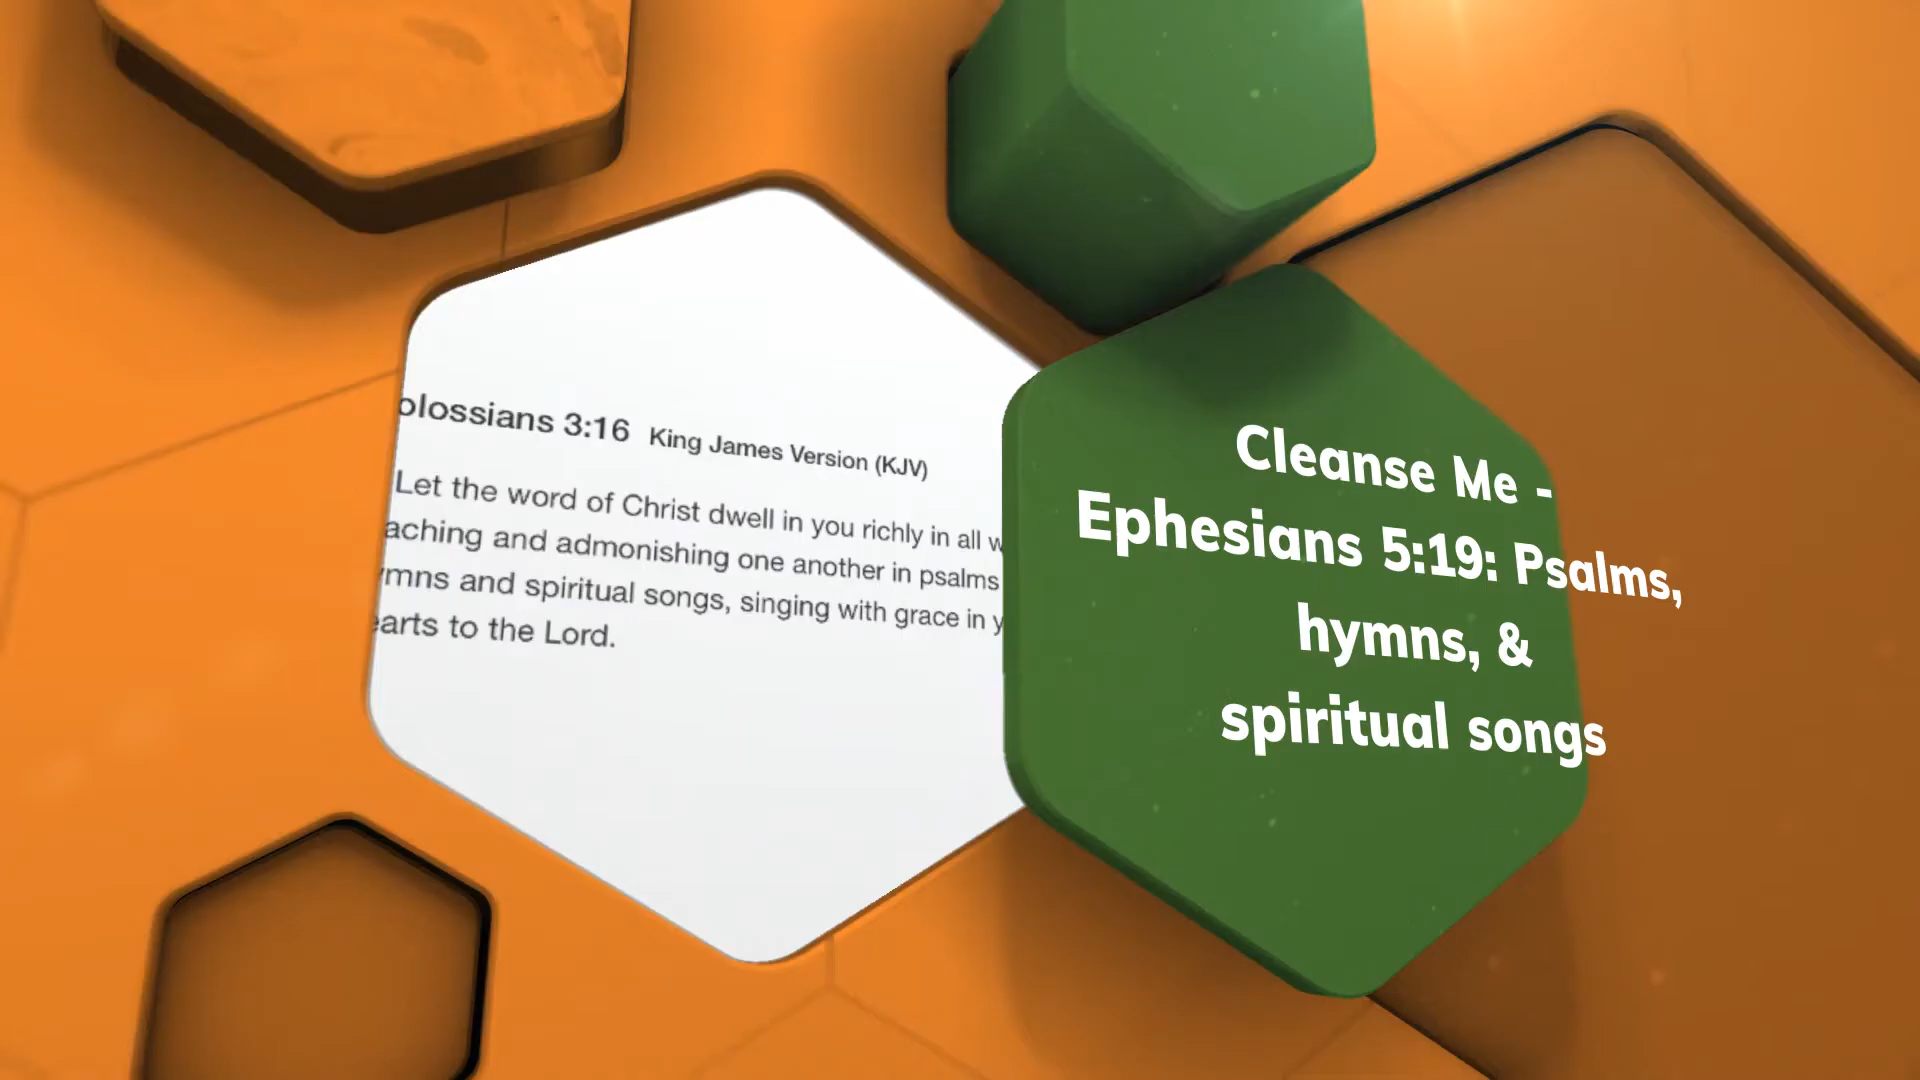 olossians 3:16 King James Version (KJV)
Let the word of Christ dwell in you richly in all w
aching and admonishing one another in psalms
mns and spiritual songs, singing with grace in y
earts to the Lord.
Cleanse Me -
Ephesians 5:19: Psalms,
hymns, &
spiritual songs